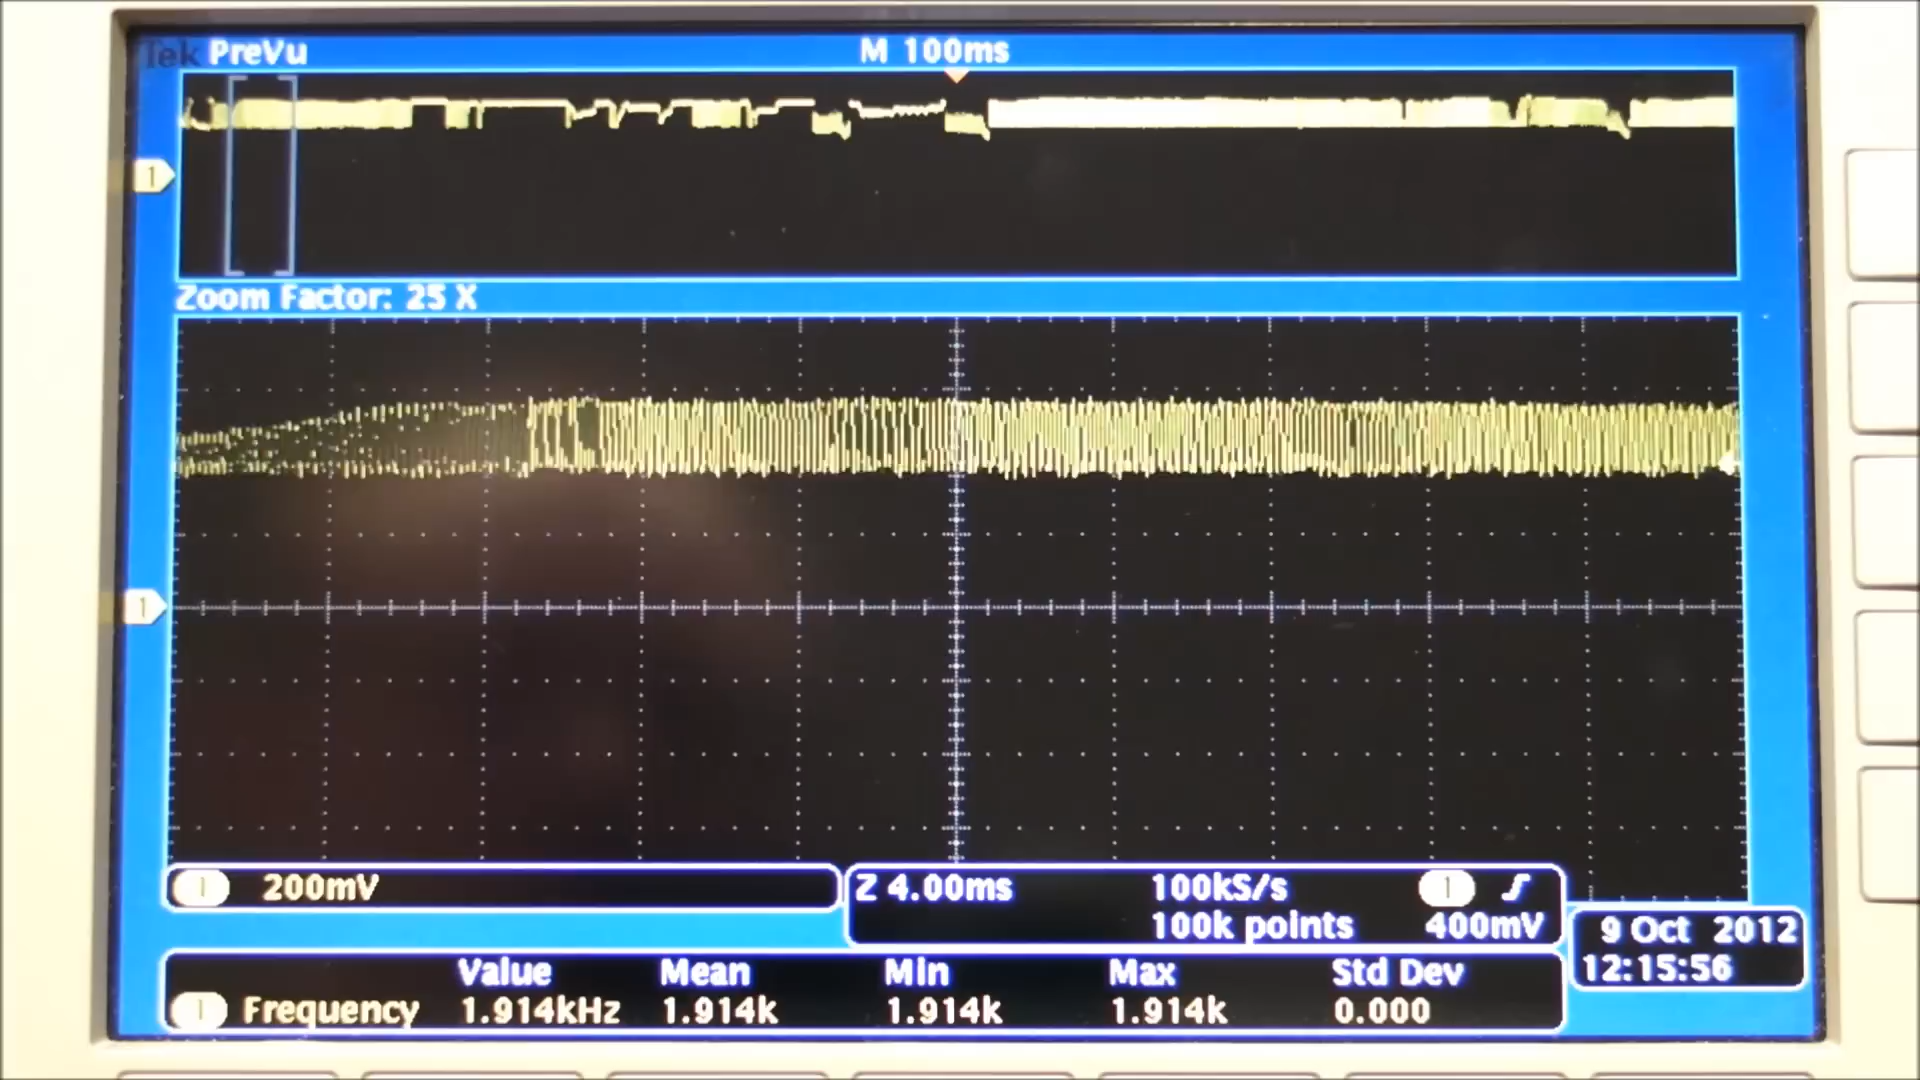 Tek PreVu
M 100ms
1
Zoom Factor: 25 X
1
1 200mV
Z 4.00ms 100kS/s 1
100k points 400mV
9 Oct 2012
12:15:56
Value Mean Min Max Std Dev
1 Frequency 1.914kHz 1.914k 1.914k 1.914k 0.000